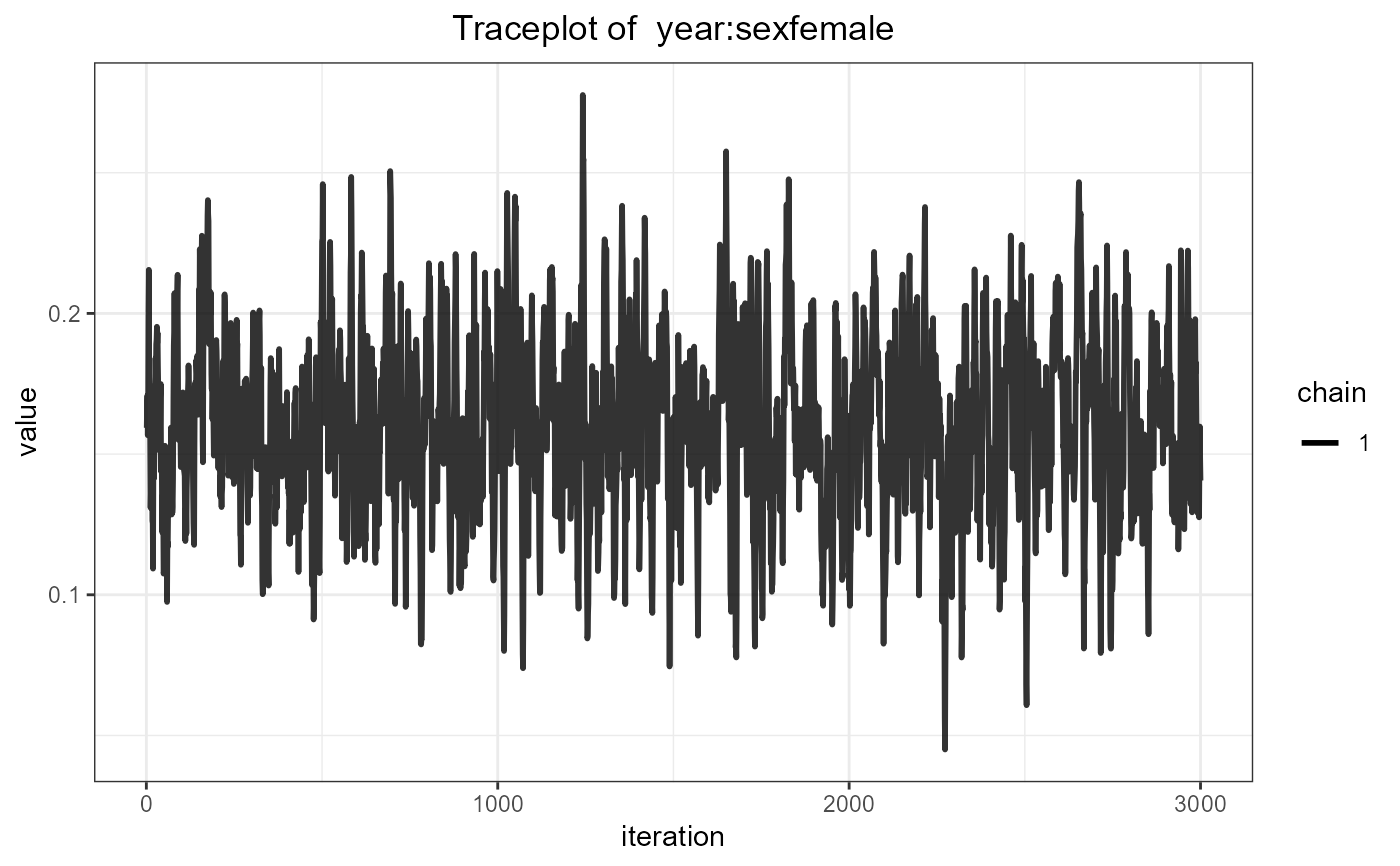 Traceplot of  year:sexfemale
0.2
0.1
value
0
1000
2000
3000
iteration
chain
1